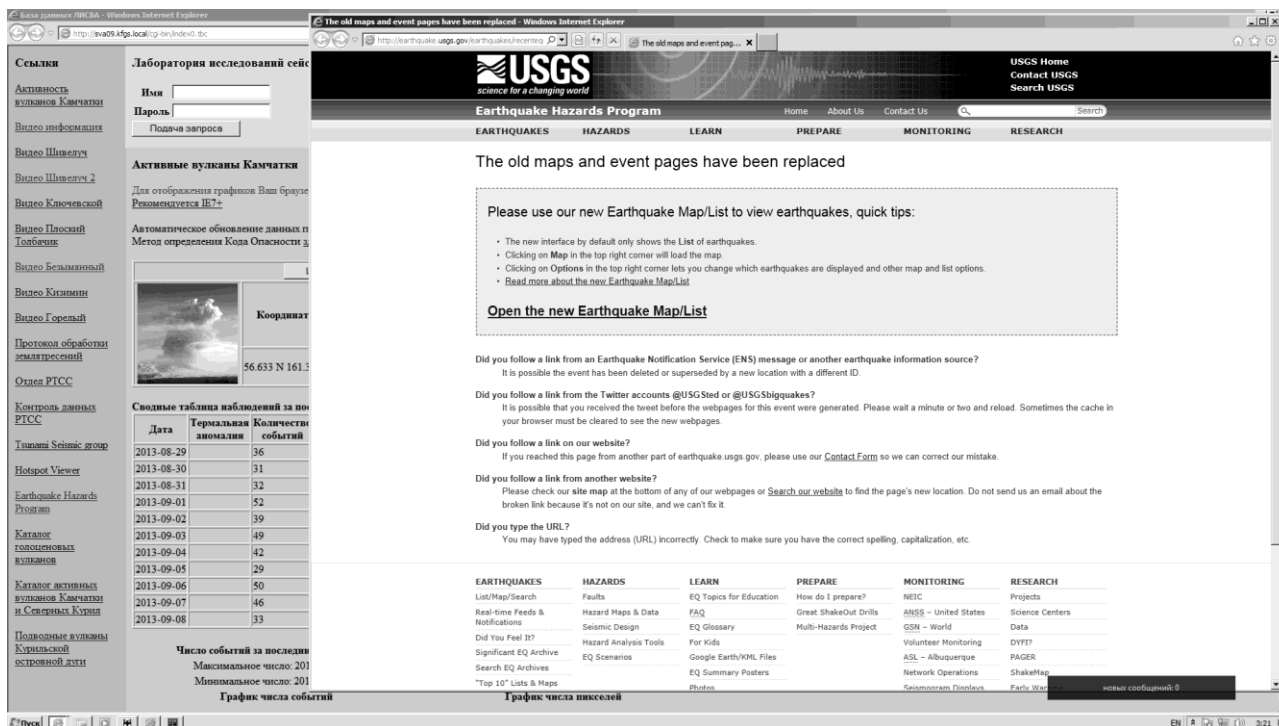 База данных ЛИСВА - Windows Internet Explorer
http://sva09.kfgs.local/cgi-bin/index0.tbc
Ссылки
Активность
вулканов Камчатки
Видео информация
Видео Шивелуч
Видео Шивелуч 2
Видео Ключевской
Видео Плоский
Толбачик
Видео Безымянный
Видео Кизимин
Видео Горелый
Протокол обработки
землятресений
Отдел РТСС
Контроль данных
РТСС
Tsunami Seismic group
Hotspot Viewer
Earthquake Hazards
Program
Каталог
голоценовых
вулканов
Каталог активных
вулканов Камчатки
и Северных Курил
Подводные вулканы
Курильской
островной дуги
Лаборатория исследований сейс
Имя
Пароль
Подача запроса
Активные вулканы Камчатки
Для отображения графиков Ваш браузе
Рекомендуется IE7+
Автоматическое обновление данных п
Метод определения Кода Опасности з
Координат
56.633 N 161.3
Сводные таблица наблюдений за пос
Дата Термальная аномалия Количество событий
2013-08-29 36
2013-08-30 31
2013-08-31 32
2013-09-01 52
2013-09-02 39
2013-09-03 49
2013-09-04 42
2013-09-05 29
2013-09-06 50
2013-09-07 46
2013-09-08 33
Число событий за последни
Максимальное число: 201
Минимальное число: 201
График числа событий График числа пикселей
The old maps and event pages have been replaced - Windows Internet Explorer
http://earthquake.usgs.gov/earthquakes/recenteq
The old maps and event pag...
USGS
science for a changing world
USGS Home
Contact USGS
Search USGS
Earthquake Hazards Program
Home About Us Contact Us Search
EARTHQUAKES HAZARDS LEARN PREPARE MONITORING RESEARCH
The old maps and event pages have been replaced
Please use our new Earthquake Map/List to view earthquakes, quick tips:
• The new interface by default only shows the List of earthquakes.
• Clicking on Map in the top right corner will load the map.
• Clicking on Options in the top right corner lets you change which earthquakes are displayed and other map and list options.
• Read more about the new Earthquake Map/List
Open the new Earthquake Map/List
Did you follow a link from an Earthquake Notification Service (ENS) message or another earthquake information source?
It is possible the event has been deleted or superseded by a new location with a different ID.
Did you follow a link from the Twitter accounts @USGSted or @USGSbigquakes?
It is possible that you received the tweet before the webpages for this event were generated. Please wait a minute or two and reload. Sometimes the cache in
your browser must be cleared to see the new webpages.
Did you follow a link on our website?
If you reached this page from another part of earthquake.usgs.gov, please use our Contact Form so we can correct our mistake.
Did you follow a link from another website?
Please check our site map at the bottom of any of our webpages or Search our website to find the page's new location. Do not send us an email about the
broken link because it's not on our site, and we can't fix it.
Did you type the URL?
You may have typed the address (URL) incorrectly. Check to make sure you have the correct spelling, capitalization, etc.
EARTHQUAKES
List/Map/Search
Real-time Feeds &
Notifications
Did You Feel It?
Significant EQ Archive
Search EQ Archives
"Top 10" Lists & Maps
HAZARDS
Faults
Hazard Maps & Data
Seismic Design
Hazard Analysis Tools
EQ Scenarios
LEARN
EQ Topics for Education
FAQ
EQ Glossary
For Kids
Google Earth/KML Files
EQ Summary Posters
Photos
PREPARE
How do I prepare?
Great ShakeOut Drills
Multi-Hazards Project
MONITORING
NEIC
ANSS – United States
GSN – World
Volunteer Monitoring
ASL – Albuquerque
Network Operations
Seismogram Displays
RESEARCH
Projects
Science Centers
Data
DYFI?
PAGER
ShakeMap
Early Warning
новых сообщений: 0
Пуск
EN 3:21